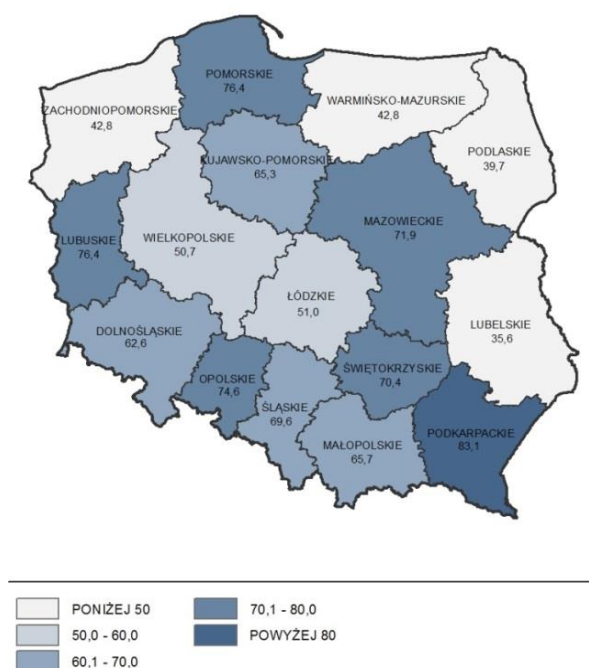 POMORSKIE
76,4
ZACHODNIOPOMORSKIE
42,8
WARMIŃSKO-MAZURSKIE
42,8
PODLASKIE
39,7
KUJAWSKO-POMORSKIE
65,3
MAZOWIECKIE
71,9
LUBUSKIE
76,4
WIELKOPOLSKIE
50,7
ŁÓDZKIE
51,0
LUBELSKIE
35,6
DOLNOŚLĄSKIE
62,6
OPOLSKIE
74,6
ŚLĄSKIE
69,6
ŚWIĘTOKRZYSKIE
70,4
MAŁOPOLSKIE
65,7
PODKARPACKIE
83,1
PONIŻEJ 50
50,0 - 60,0
60,1 - 70,0
70,1 - 80,0
POWYŻEJ 80